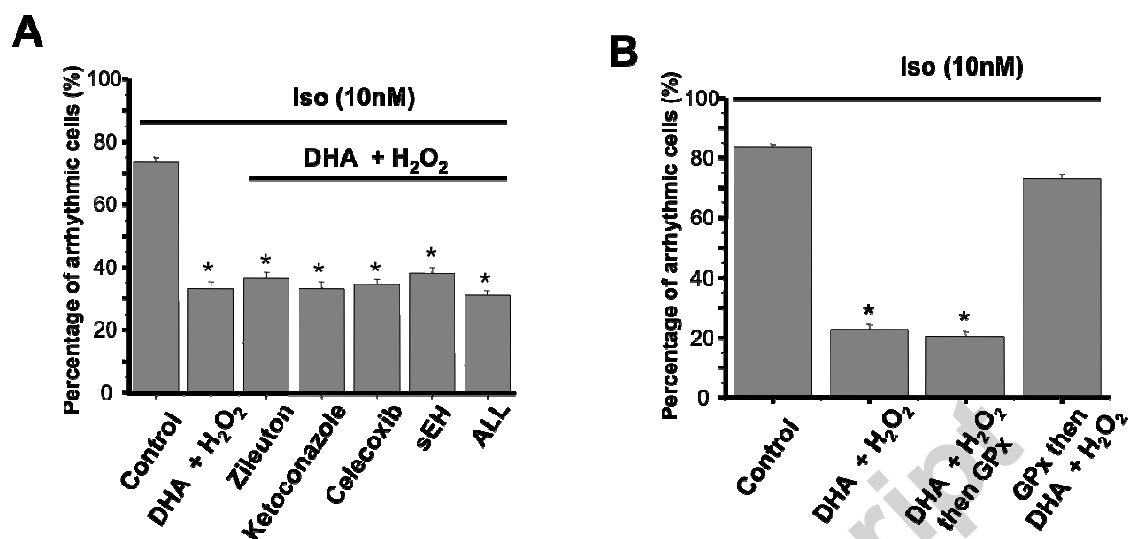 A
Percentage of arrhythmic cells (%)
100
80
60
40
20
0
Iso (10nM)
DHA + H₂O₂
*
*
*
*
*
*
Control
DHA + H₂O₂
Zileuton
Ketoconazole
Celecoxib
sEH
ALL
B
Percentage of arrhythmic cells (%)
100
80
60
40
20
0
Iso (10nM)
*
*
Control
DHA + H₂O₂
DHA + H₂O₂
then GPx
GPx then
DHA + H₂O₂
ript